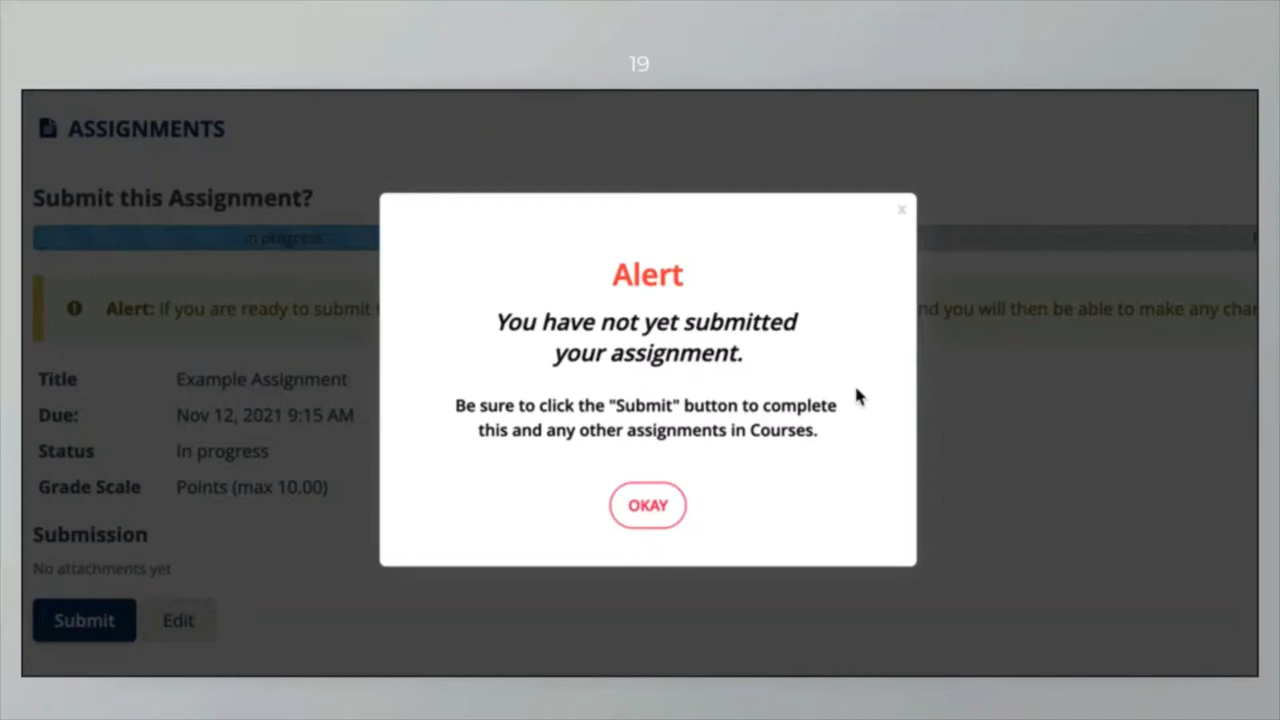 19
ASSIGNMENTS
Submit this Assignment?
in progress
x
Alert
You have not yet submitted
your assignment.
Be sure to click the "Submit" button to complete
this and any other assignments in Courses.
OKAY
Alert: if you are ready to submit
nd you will then be able to make any cha
Title Example Assignment
Due: Nov 12, 2021 9:15 AM
Status In progress
Grade Scale Points (max 10.00)
Submission
No attachments yet
Submit Edit